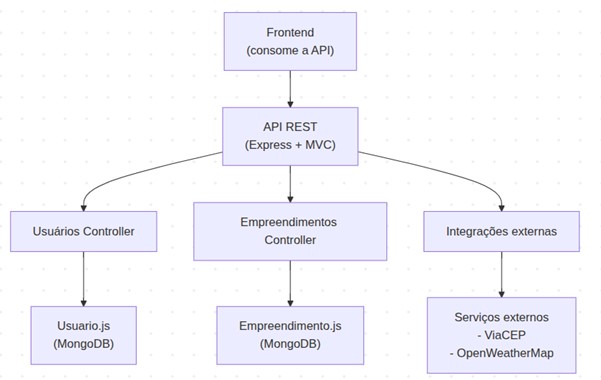 Frontend
(consome a API)
API REST
(Express + MVC)
Usuários Controller
Empreendimentos
Controller
Integrações externas
Usuario.js
(MongoDB)
Empreendimento.js
(MongoDB)
Serviços externos
- ViaCEP
- OpenWeatherMap